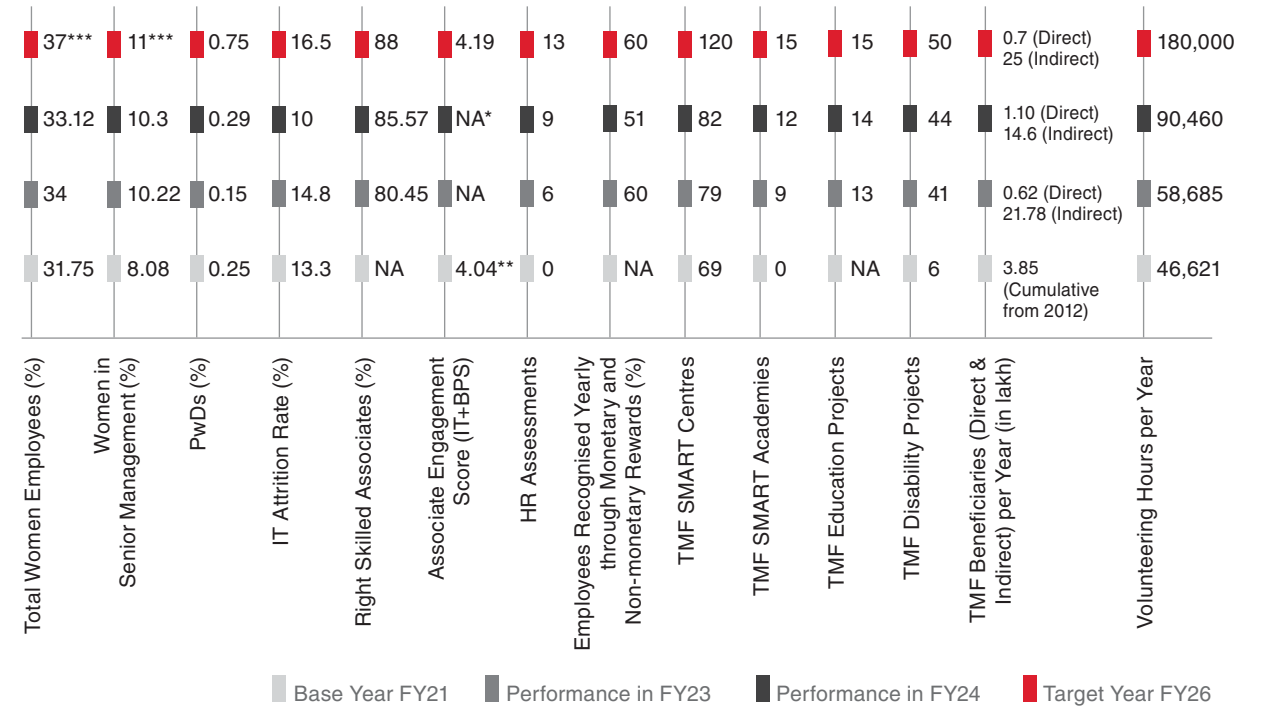 37*** 11*** 0.75 16.5 88 4.19 13 60 120 15 15 50 0.7 (Direct) 180,000
25 (Indirect)
33.12 10.3 0.29 10 85.57 NA* 9 51 82 12 14 44 1.10 (Direct) 90,460
14.6 (Indirect)
34 10.22 0.15 14.8 80.45 NA 6 60 79 9 13 41 0.62 (Direct) 58,685
21.78 (Indirect)
31.75 8.08 0.25 13.3 NA 4.04** 0 NA 69 0 NA 6 3.85 46,621
(Cumulative
from 2012)
Total Women Employees (%)
Women in
Senior Management (%)
PwDs (%)
IT Attrition Rate (%)
Right Skilled Associates (%)
Associate Engagement
Score (IT+BPS)
HR Assessments
Employees Recognised Yearly
through Monetary and
Non-monetary Rewards (%)
TMF SMART Centres
TMF SMART Academies
TMF Education Projects
TMF Disability Projects
TMF Beneficiaries (Direct &
Indirect) per Year (in lakh)
Volunteering Hours per Year
Base Year FY21 Performance in FY23 Performance in FY24 Target Year FY26